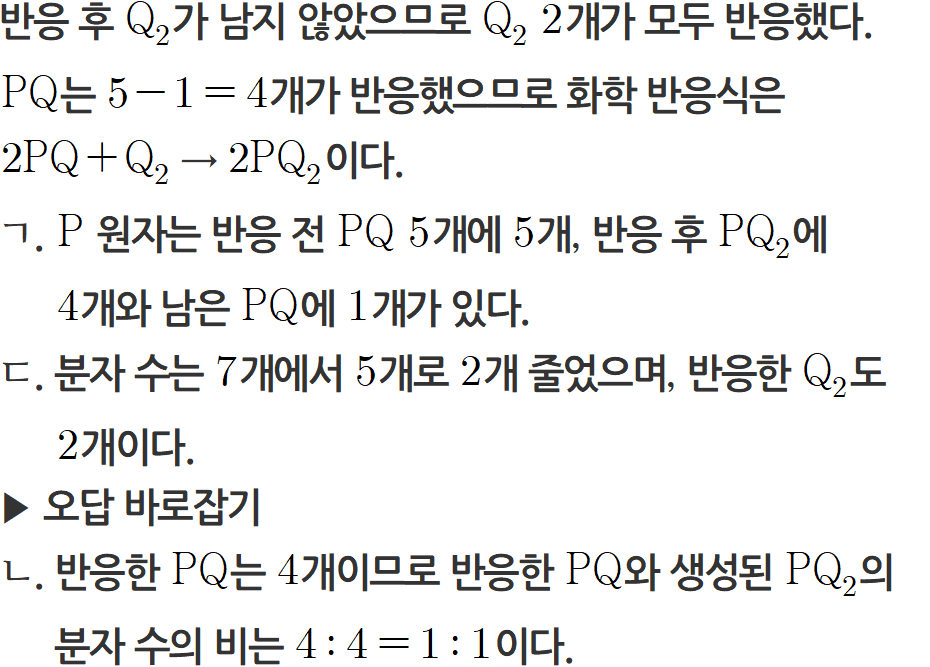 반응 후 Q₂가 남지 않았으므로 Q₂ 2개가 모두 반응했다.
PQ는 5－1＝4개가 반응했으므로 화학 반응식은
2PQ＋Q₂ → 2PQ₂이다.
ㄱ. P 원자는 반응 전 PQ 5개에 5개, 반응 후 PQ₂에
4개와 남은 PQ에 1개가 있다.
ㄷ. 분자 수는 7개에서 5개로 2개 줄었으며, 반응한 Q₂도
2개이다.
▶ 오답 바로잡기
ㄴ. 반응한 PQ는 4개이므로 반응한 PQ와 생성된 PQ₂의
분자 수의 비는 4 : 4＝1 : 1이다.